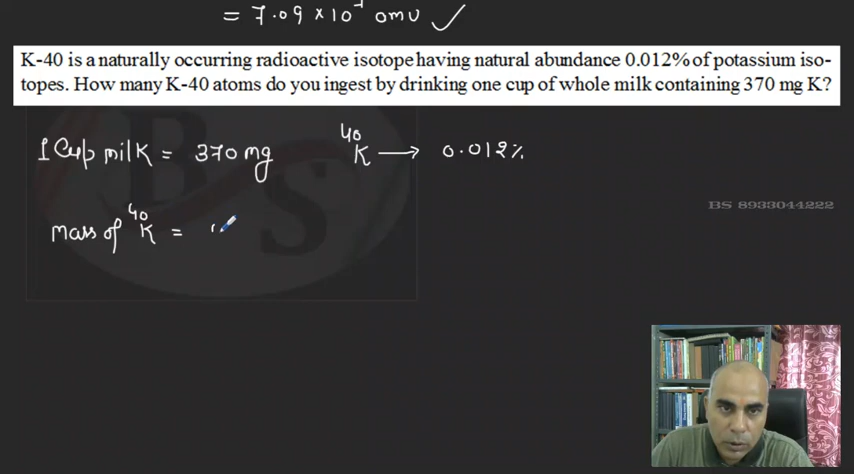 = 7.09 × 10⁻¹ amu ✓
K-40 is a naturally occurring radioactive isotope having natural abundance 0.012% of potassium iso-
topes. How many K-40 atoms do you ingest by drinking one cup of whole milk containing 370 mg K?
1 Cup milk = 370 mg ⁴⁰K → 0.012%
BS 8933044222
mass of ⁴⁰K =